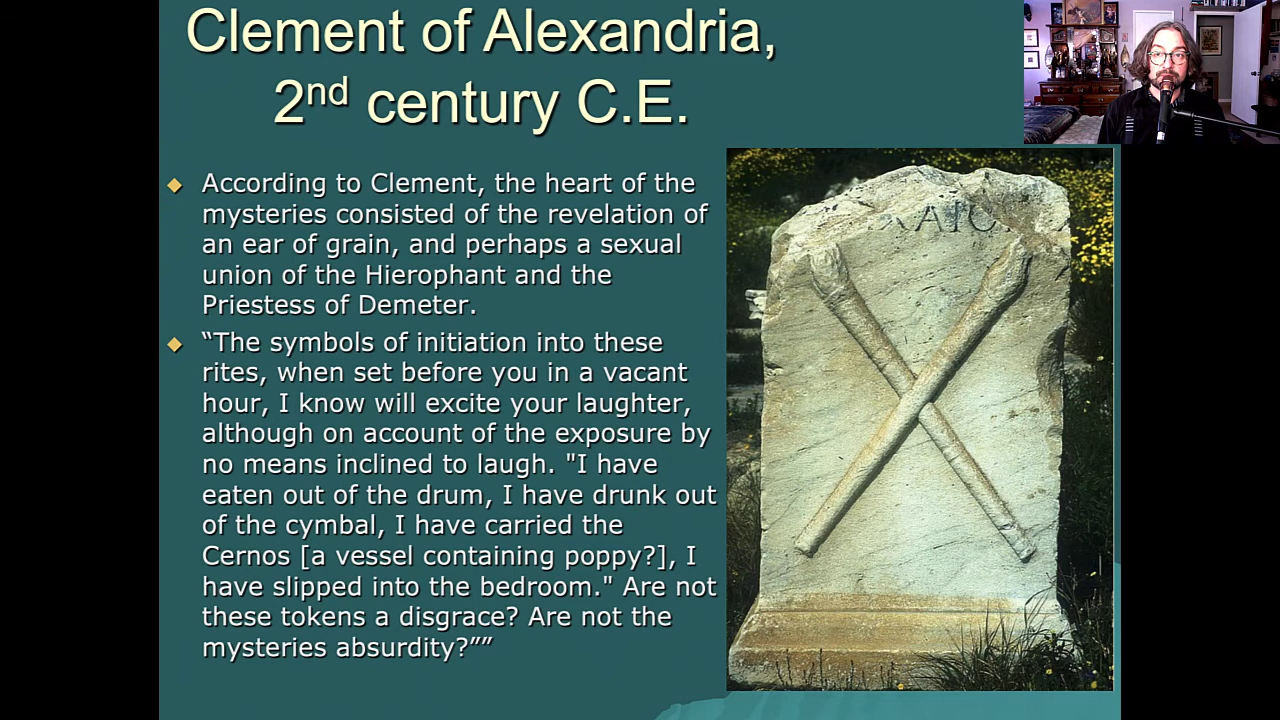 Clement of Alexandria,
2nd century C.E.
According to Clement, the heart of the
mysteries consisted of the revelation of
an ear of grain, and perhaps a sexual
union of the Hierophant and the
Priestess of Demeter.
“The symbols of initiation into these
rites, when set before you in a vacant
hour, I know will excite your laughter,
although on account of the exposure by
no means inclined to laugh. "I have
eaten out of the drum, I have drunk out
of the cymbal, I have carried the
Cernos [a vessel containing poppy?], I
have slipped into the bedroom." Are not
these tokens a disgrace? Are not the
mysteries absurdity?””